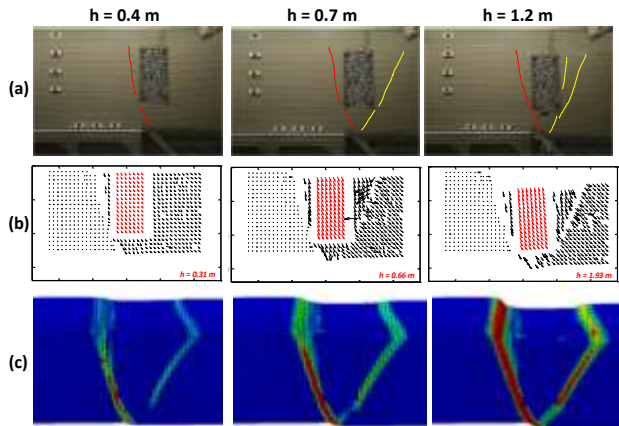 h = 0.4 m h = 0.7 m h = 1.2 m
(a)
(b)
h = 0.31 m h = 0.66 m h = 1.93 m
(c)